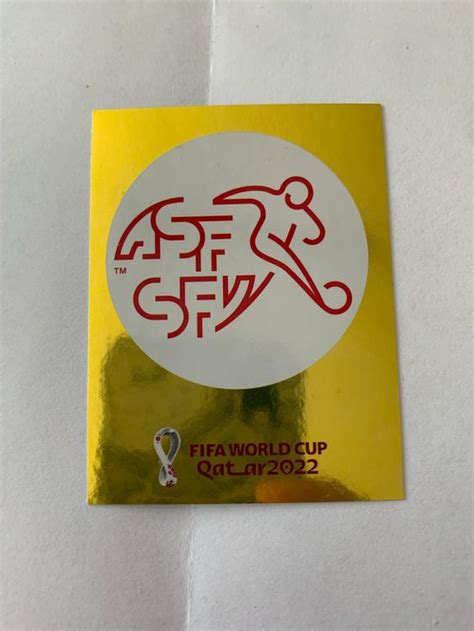 ASF
SFV
TM
FIFA WORLD CUP
Qatar2022